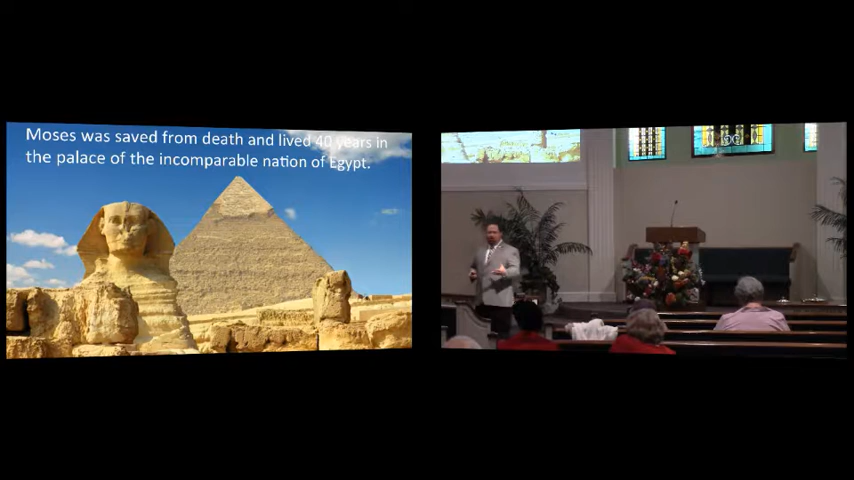 Moses was saved from death and lived 40 years in
the palace of the incomparable nation of Egypt.